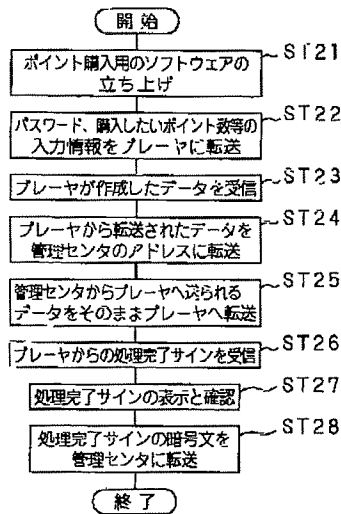 開始
ポイント購入用のソフトウェアの
立ち上げ
ST21
パスワード、購入したいポイント数等の
入力情報をプレーヤに転送
ST22
プレーヤが作成したデータを受信
ST23
プレーヤから転送されたデータを
管理センタのアドレスに転送
ST24
管理センタからプレーヤへ送られる
データをそのままプレーヤへ転送
ST25
プレーヤからの処理完了サインを受信
ST26
処理完了サインの表示と確認
ST27
処理完了サインの暗号文を
管理センタに転送
ST28
終了